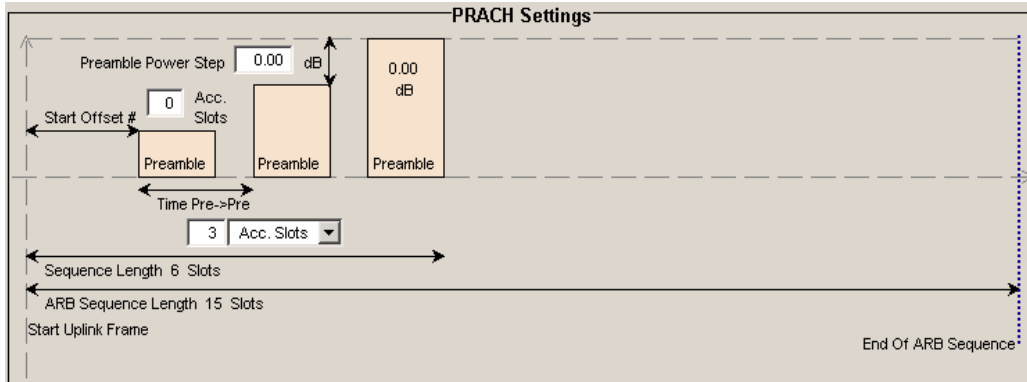 PRACH Settings
Preamble Power Step 0.00 dB
0.00
dB
0 Acc.
Slots
Start Offset #
Preamble Preamble Preamble
Time Pre->Pre
3 Acc. Slots
Sequence Length 6 Slots
ARB Sequence Length 15 Slots
Start Uplink Frame
End Of ARB Sequence